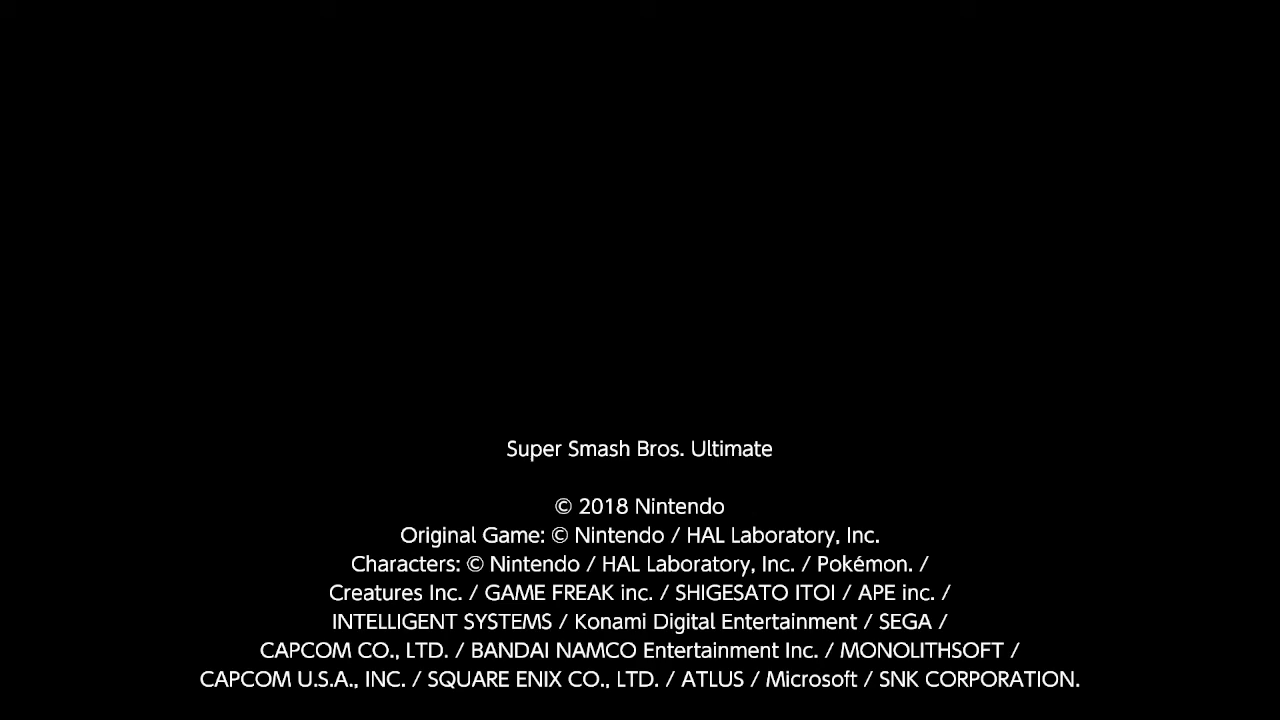 Super Smash Bros. Ultimate
© 2018 Nintendo
Original Game: © Nintendo / HAL Laboratory, Inc.
Characters: © Nintendo / HAL Laboratory, Inc. / Pokémon. /
Creatures Inc. / GAME FREAK inc. / SHIGESATO ITOI / APE inc. /
INTELLIGENT SYSTEMS / Konami Digital Entertainment / SEGA /
CAPCOM CO., LTD. / BANDAI NAMCO Entertainment Inc. / MONOLITHSOFT /
CAPCOM U.S.A., INC. / SQUARE ENIX CO., LTD. / ATLUS / Microsoft / SNK CORPORATION.